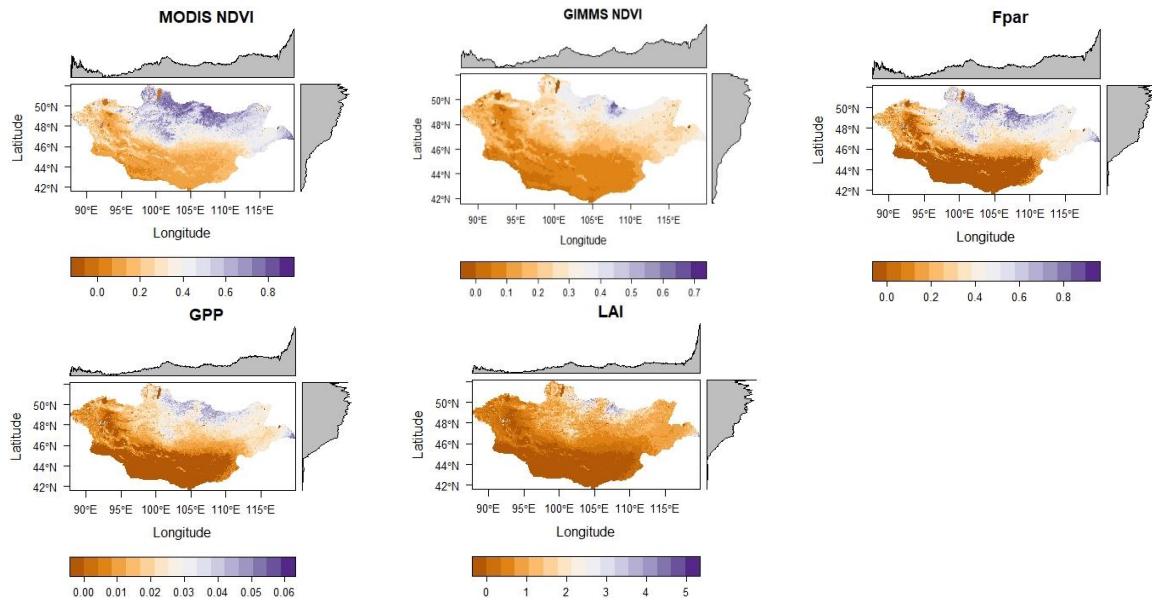 MODIS NDVI
Latitude
50°N
48°N
46°N
44°N
42°N
90°E 95°E 100°E 105°E 110°E 115°E
Longitude
0.0 0.2 0.4 0.6 0.8
GIMMS NDVI
Latitude
50°N
48°N
46°N
44°N
42°N
90°E 95°E 100°E 105°E 110°E 115°E
Longitude
0.0 0.1 0.2 0.3 0.4 0.5 0.6 0.7
Fpar
Latitude
50°N
48°N
46°N
44°N
42°N
90°E 95°E 100°E 105°E 110°E 115°E
Longitude
0.0 0.2 0.4 0.6 0.8
GPP
Latitude
50°N
48°N
46°N
44°N
42°N
90°E 95°E 100°E 105°E 110°E 115°E
Longitude
0.00 0.01 0.02 0.03 0.04 0.05 0.06
LAI
Latitude
50°N
48°N
46°N
44°N
42°N
90°E 95°E 100°E 105°E 110°E 115°E
Longitude
0 1 2 3 4 5